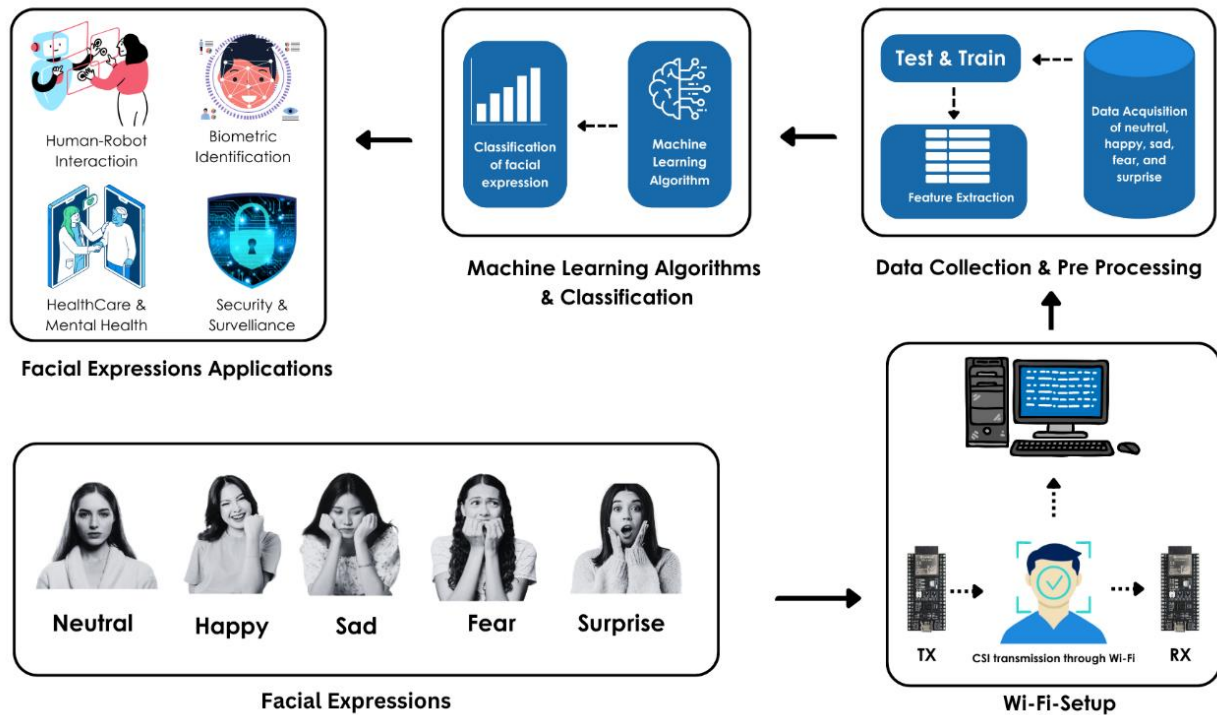 Human-Robot
Interactioin
Biometric
Identification
HealthCare &
Mental Health
Security &
Survelliance
Facial Expressions Applications
Classification
of facial
expression
Machine
Learning
Algorithm
Machine Learning Algorithms
& Classification
Test & Train
Feature Extraction
Data Acquisition
of neutral,
happy, sad,
fear, and
surprise
Data Collection & Pre Processing
Neutral
Happy
Sad
Fear
Surprise
Facial Expressions
TX
CSI transmission through Wi-Fi
RX
Wi-Fi-Setup